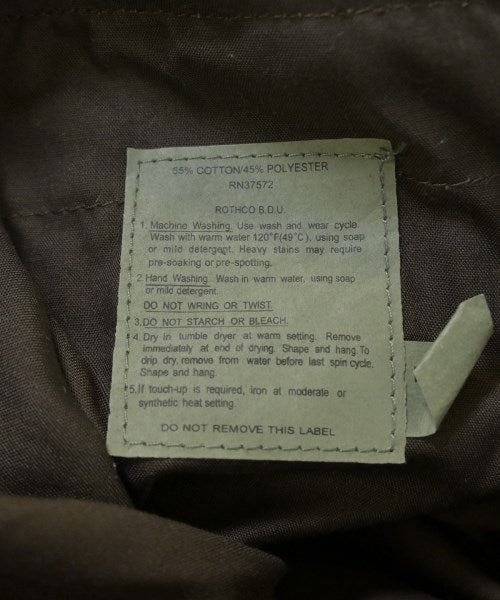 55% COTTON/45% POLYESTER
RN37572
ROTHCO B.D.U.
1. Machine Washing. Use wash and wear cycle.
Wash with warm water 120°F(49°C), using soap
or mild detergent. Heavy stains may require
pre-soaking or pre-spotting.
2. Hand Washing. Wash in warm water, using soap
or mild detergent.
DO NOT WRING OR TWIST.
3.DO NOT STARCH OR BLEACH.
4. Dry in tumble dryer at warm setting. Remove
immediately at end of drying. Shape and hang.To
drip dry, remove from water before last spin cycle.
Shape and hang.
5.If touch-up is required, iron at moderate or
synthetic heat setting.
DO NOT REMOVE THIS LABEL